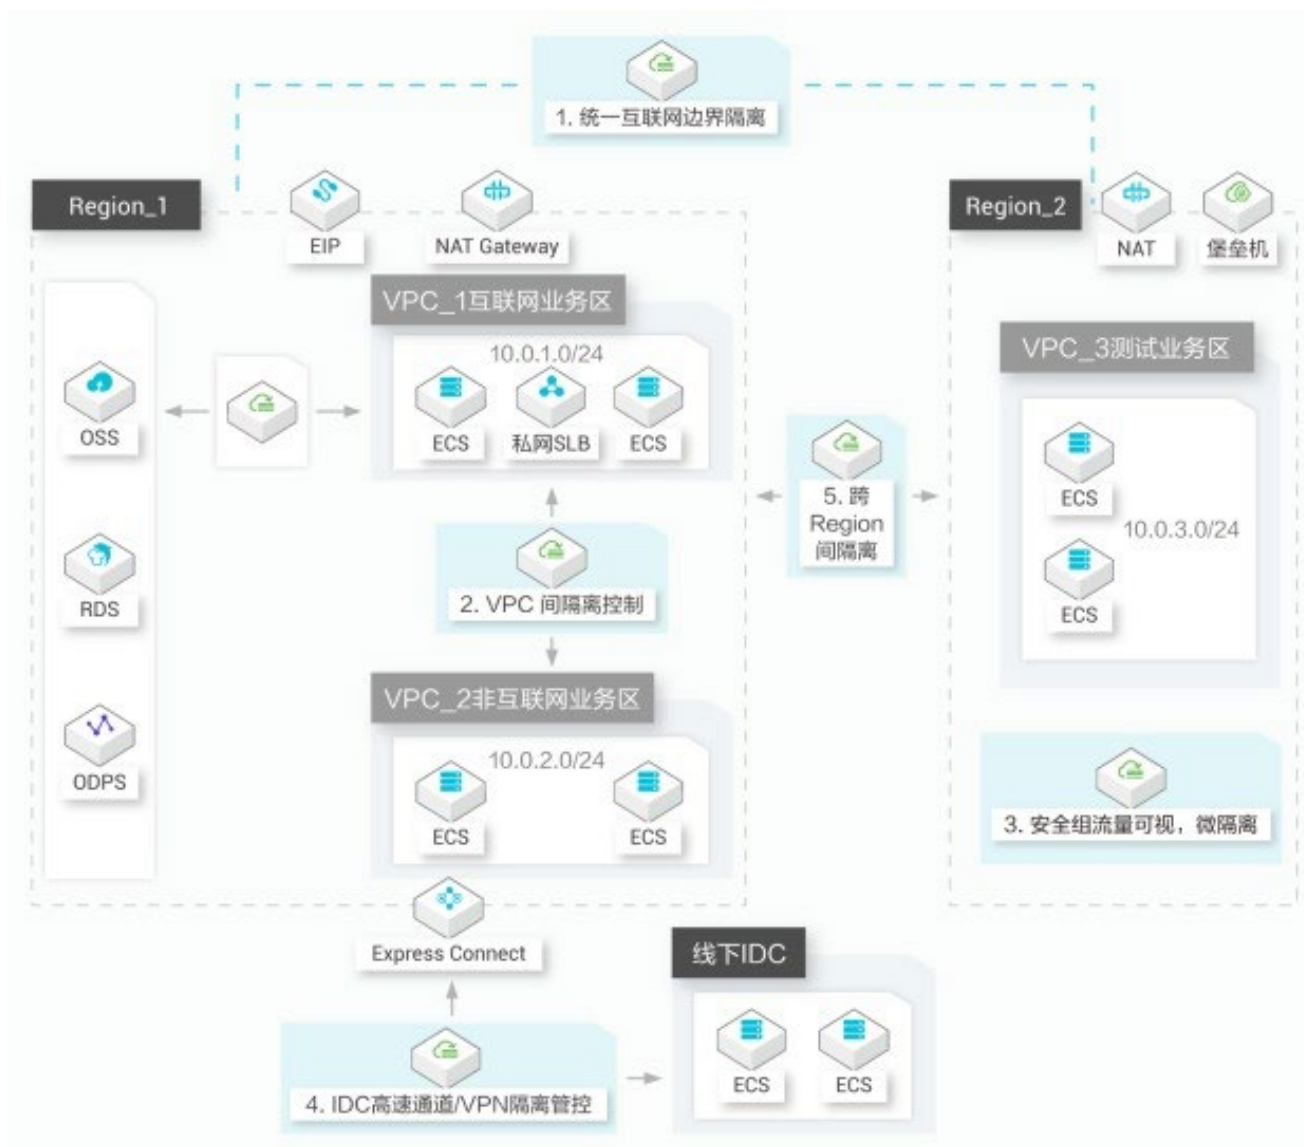 1. 统一互联网边界隔离
Region_1
EIP
NAT Gateway
Region_2
NAT
堡垒机
VPC_1互联网业务区
10.0.1.0/24
ECS
私网SLB
ECS
OSS
RDS
ODPS
2. VPC 间隔离控制
VPC_2非互联网业务区
10.0.2.0/24
ECS
ECS
5. 跨
Region
间隔离
VPC_3测试业务区
ECS
10.0.3.0/24
ECS
3. 安全组流量可视，微隔离
Express Connect
线下IDC
ECS
ECS
4. IDC高速通道/VPN隔离管控